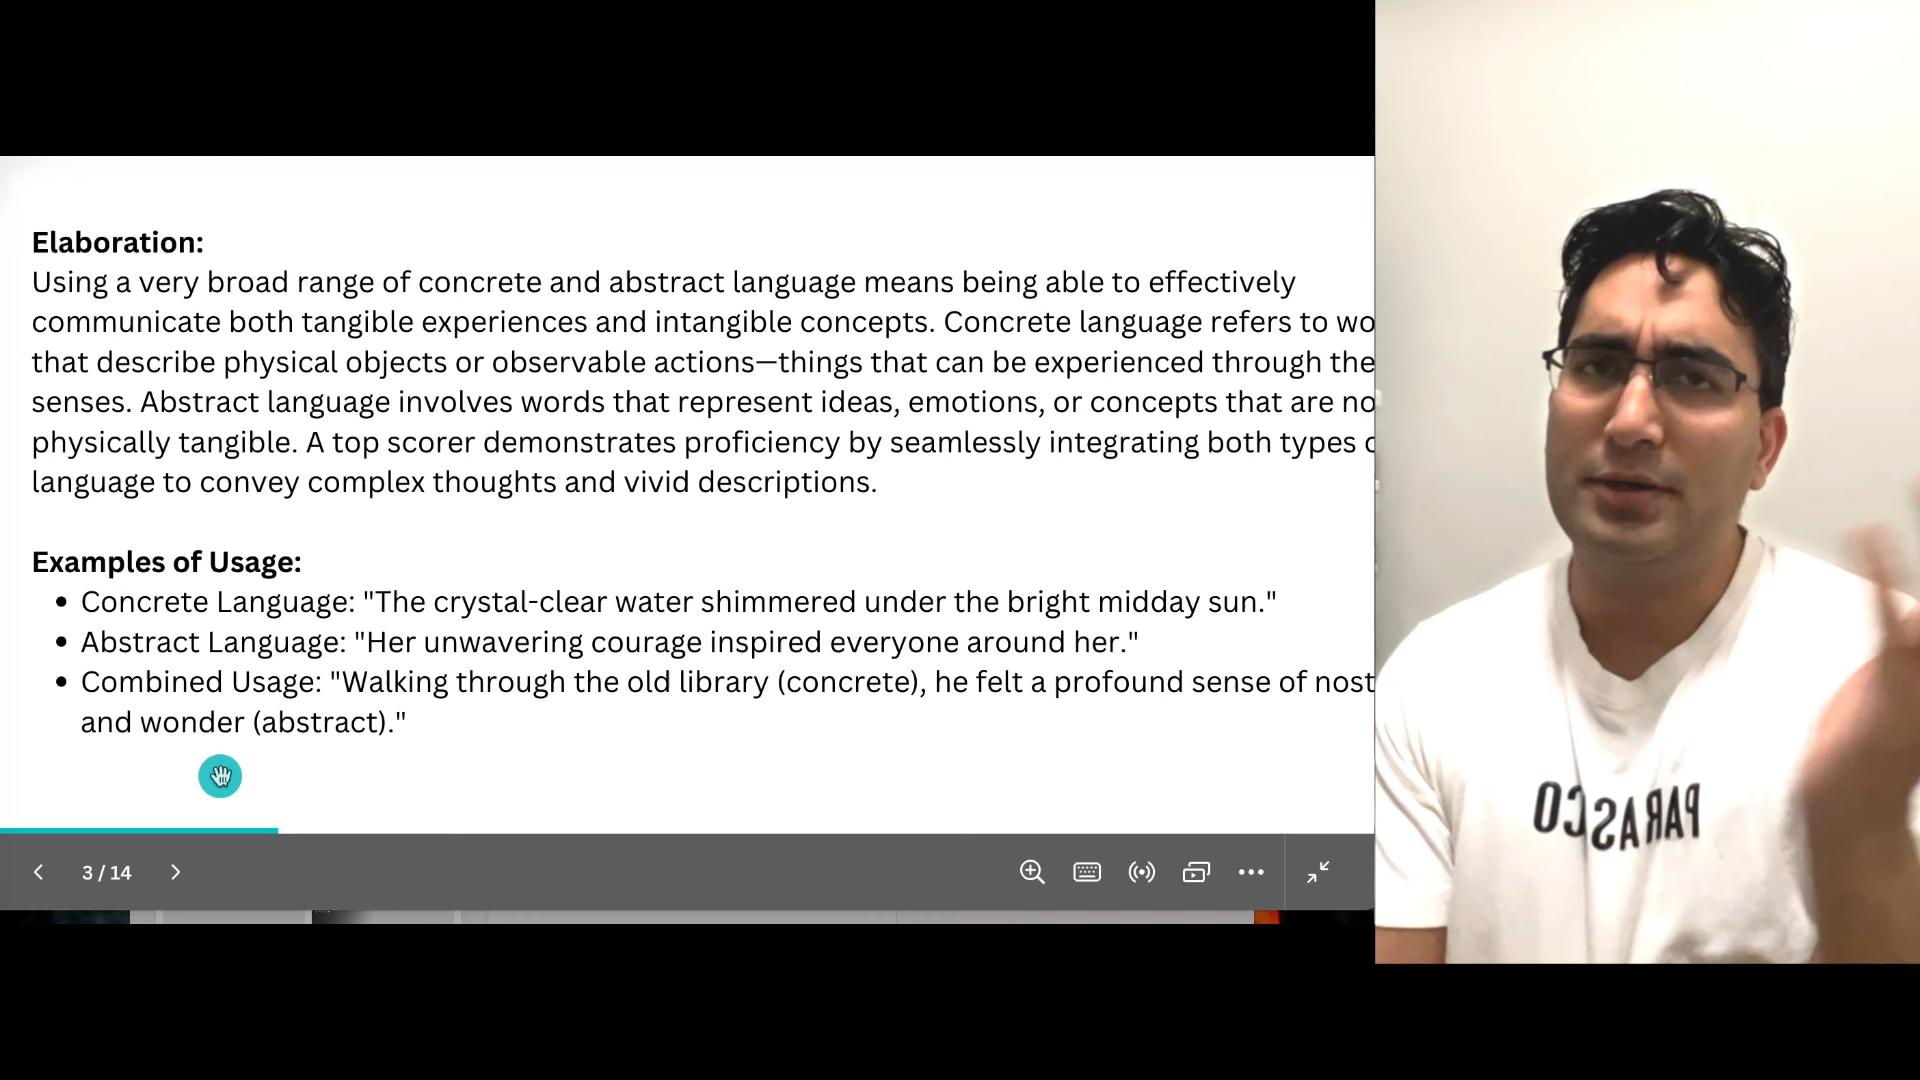 Elaboration:
Using a very broad range of concrete and abstract language means being able to effectively
communicate both tangible experiences and intangible concepts. Concrete language refers to wo
that describe physical objects or observable actions—things that can be experienced through the
senses. Abstract language involves words that represent ideas, emotions, or concepts that are no
physically tangible. A top scorer demonstrates proficiency by seamlessly integrating both types
language to convey complex thoughts and vivid descriptions.
Examples of Usage:
• Concrete Language: "The crystal-clear water shimmered under the bright midday sun."
• Abstract Language: "Her unwavering courage inspired everyone around her."
• Combined Usage: "Walking through the old library (concrete), he felt a profound sense of nost
and wonder (abstract)."
3 / 14
PARASCO